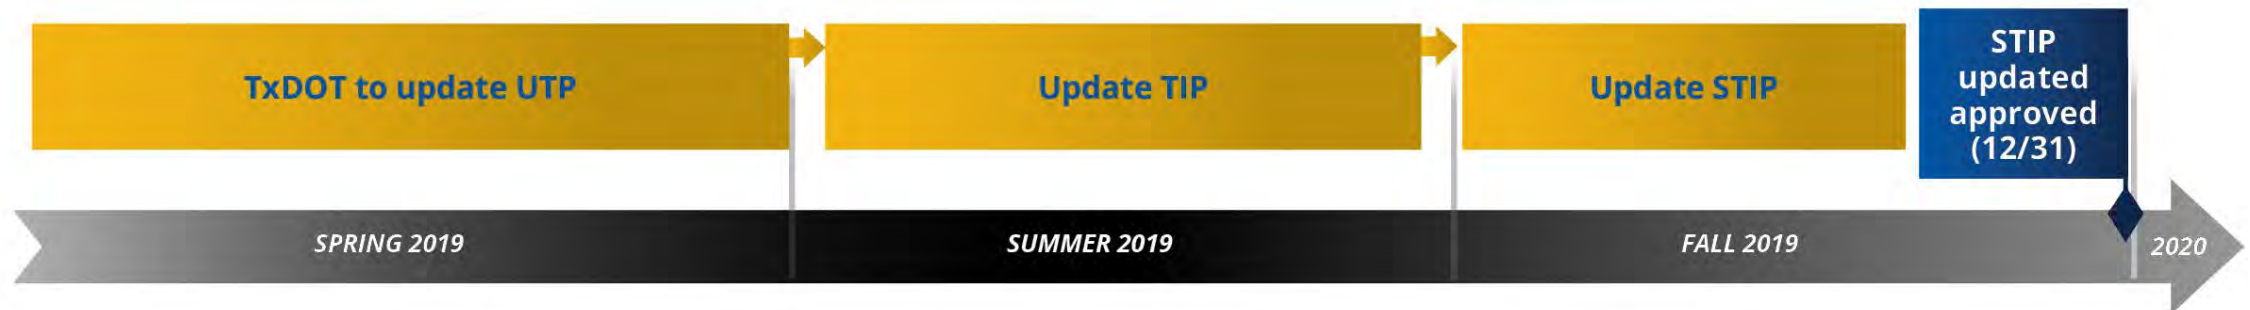 TxDOT to update UTP
Update TIP
Update STIP
STIP
updated
approved
(12/31)
SPRING 2019
SUMMER 2019
FALL 2019
2020